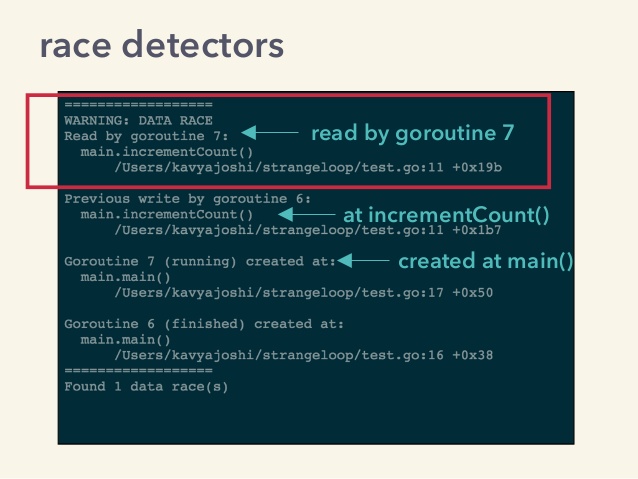 race detectors
==================
WARNING: DATA RACE
Read by goroutine 7:
read by goroutine 7
main.incrementCount()
/Users/kavyajoshi/strangeloop/test.go:11 +0x19b
Previous write by goroutine 6:
main.incrementCount()
at incrementCount()
/Users/kavyajoshi/strangeloop/test.go:11 +0x1b7
Goroutine 7 (running) created at:
created at main()
main.main()
/Users/kavyajoshi/strangeloop/test.go:17 +0x50
Goroutine 6 (finished) created at:
main.main()
/Users/kavyajoshi/strangeloop/test.go:16 +0x38
==================
Found 1 data race(s)